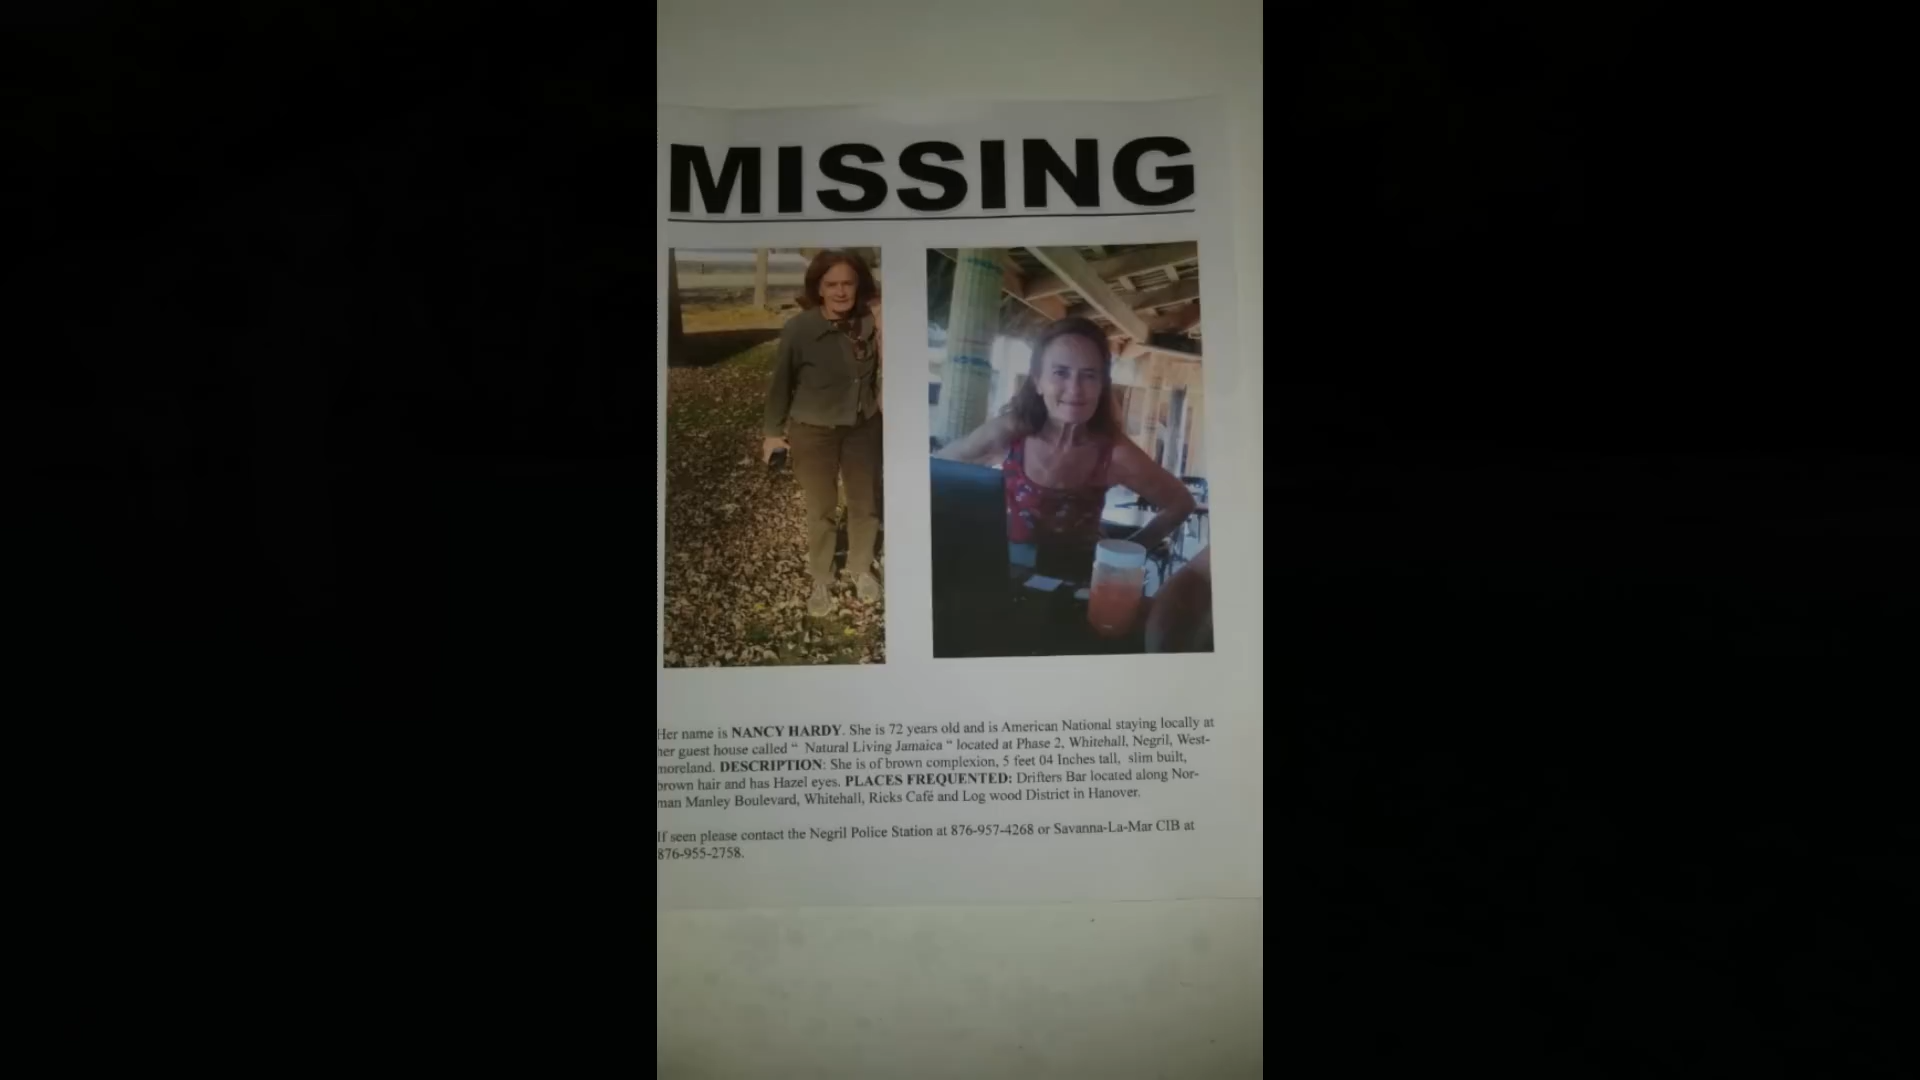 MISSING
Her name is NANCY HARDY. She is 72 years old and is American National staying locally at
her guest house called “ Natural Living Jamaica “ located at Phase 2, Whitehall, Negril, West-
moreland. DESCRIPTION: She is of brown complexion, 5 feet 04 Inches tall, slim built,
brown hair and has Hazel eyes. PLACES FREQUENTED: Drifters Bar located along Nor-
man Manley Boulevard, Whitehall, Ricks Café and Log wood District in Hanover.
If seen please contact the Negril Police Station at 876-957-4268 or Savanna-La-Mar CIB at
876-955-2758.